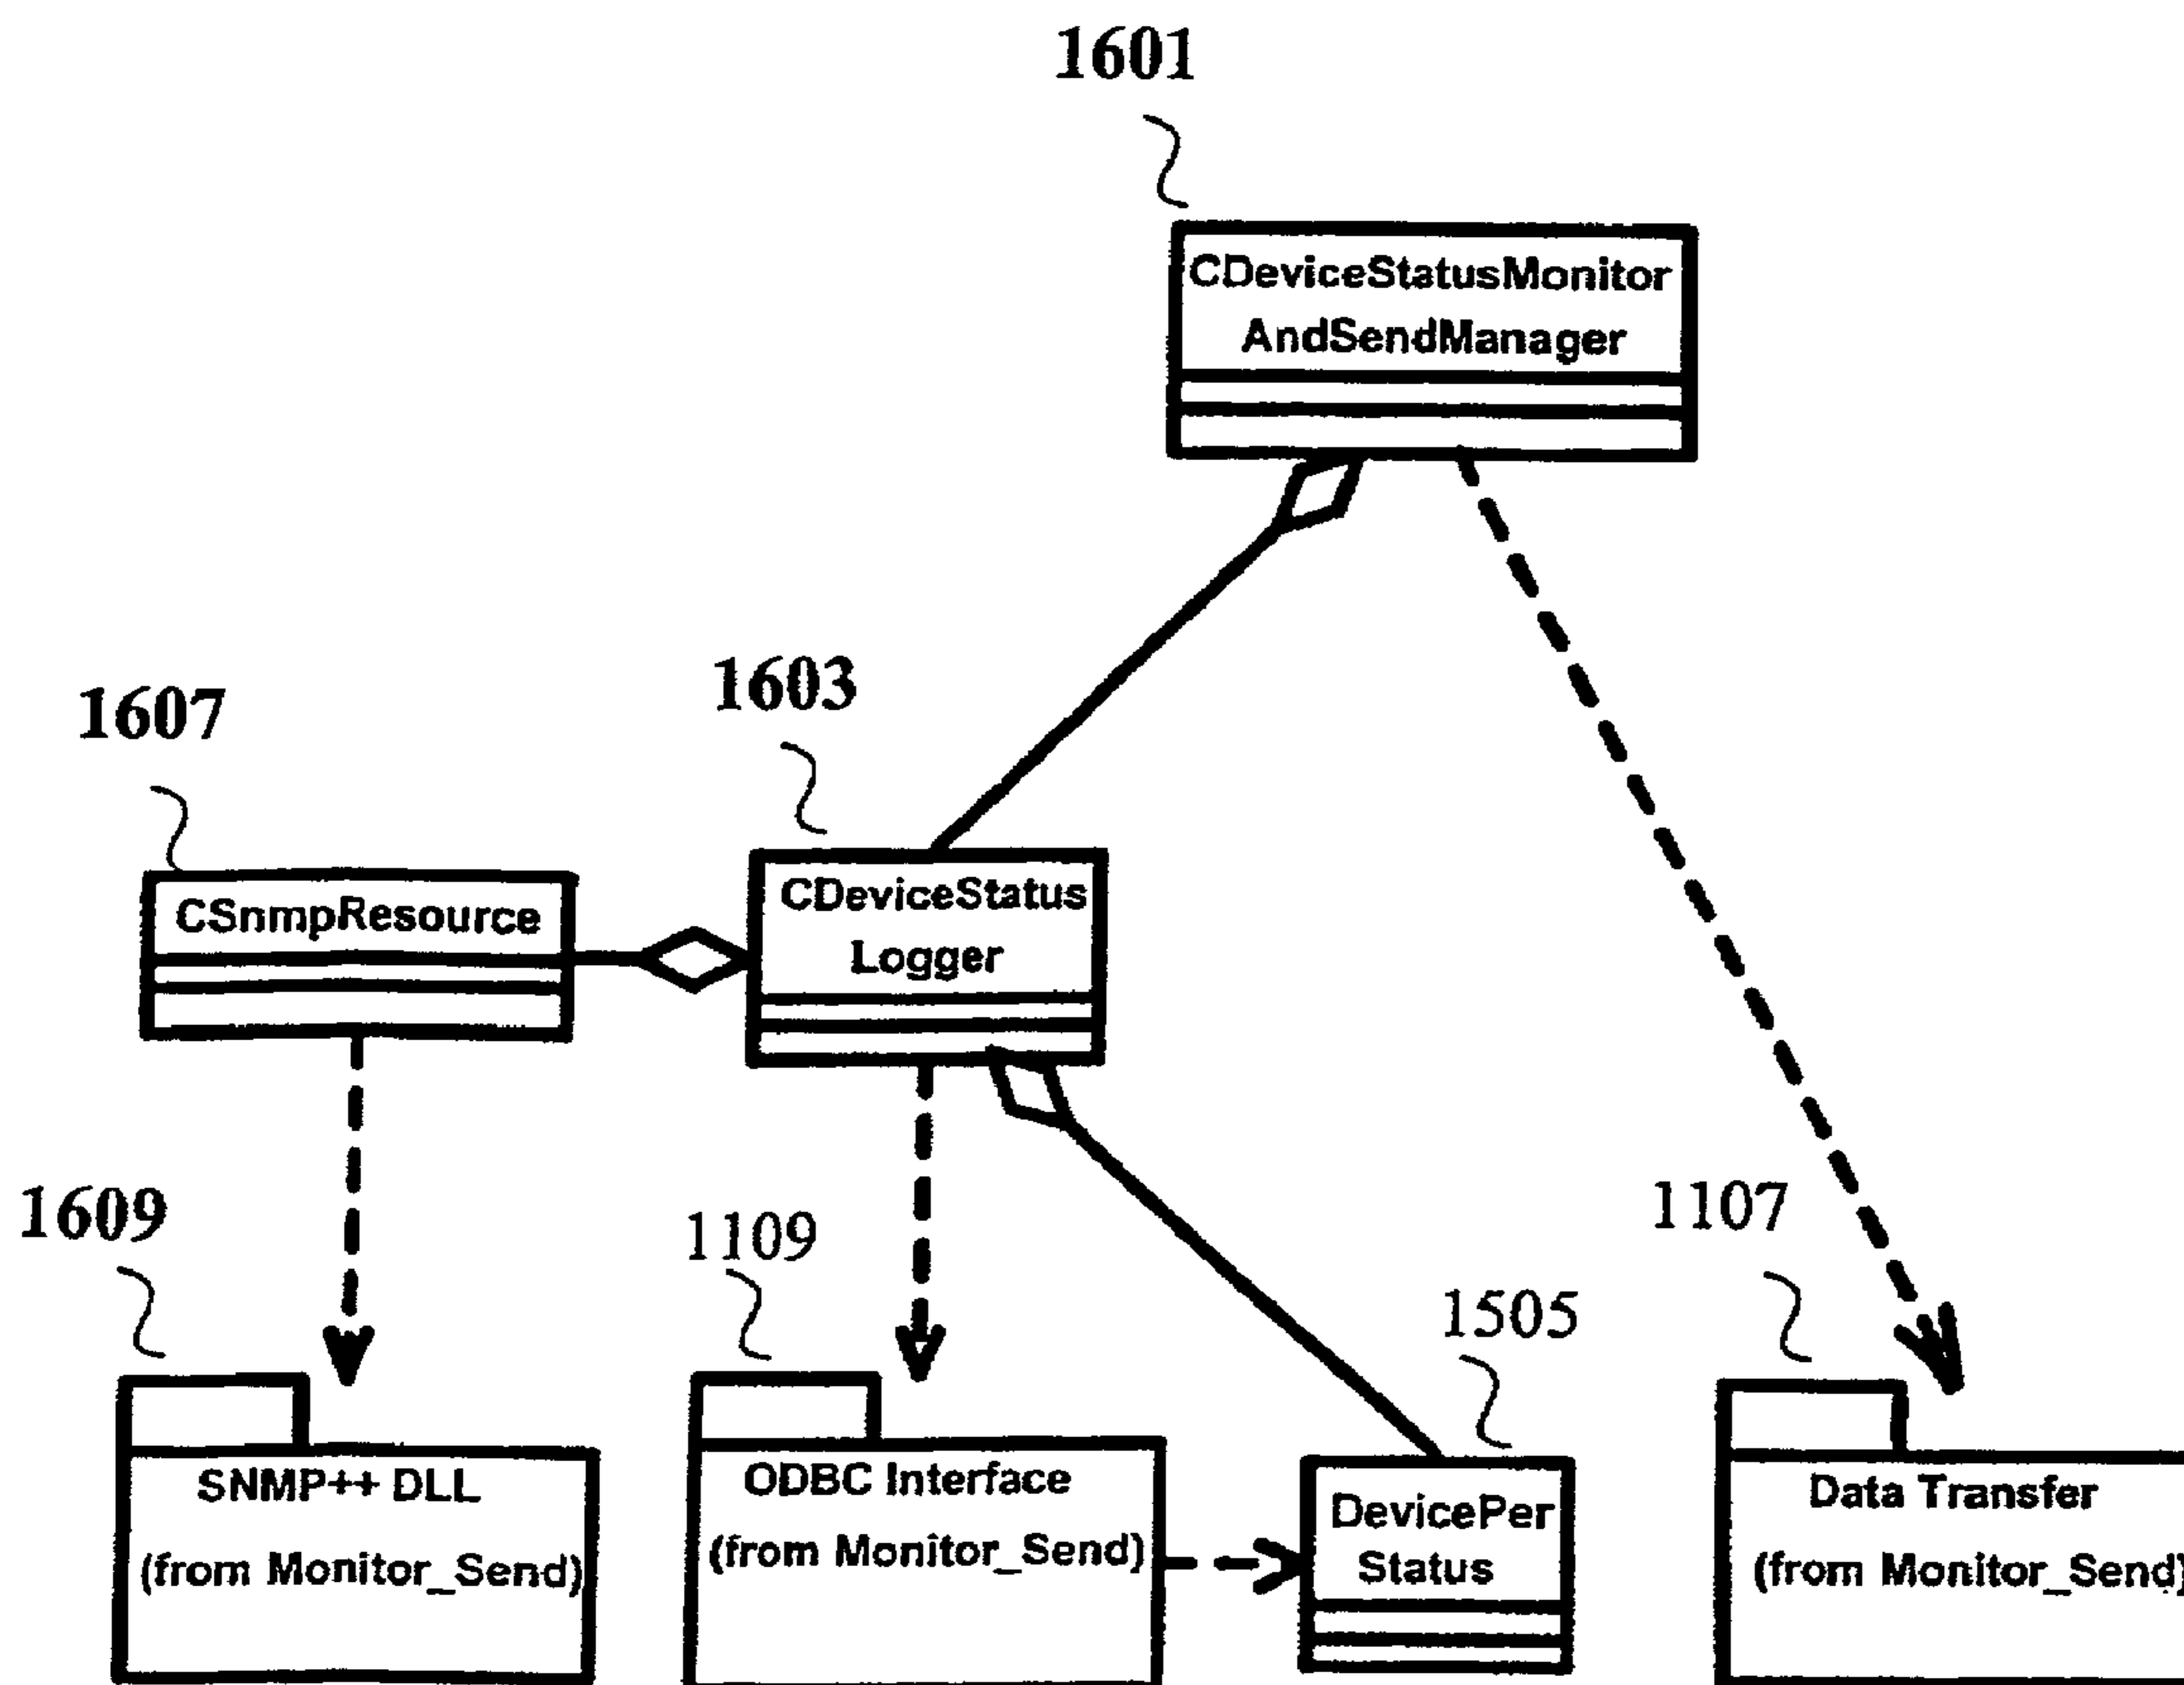 1601
CDeviceStatusMonitor
AndSendManager
1607
1603
CSnmpResource
CDeviceStatus
Logger
1609
1109
1505
1107
SNMP++ DLL
(from Monitor_Send)
ODBC Interface
(from Monitor_Send)
DevicePer
Status
Data Transfer
(from Monitor_Send)